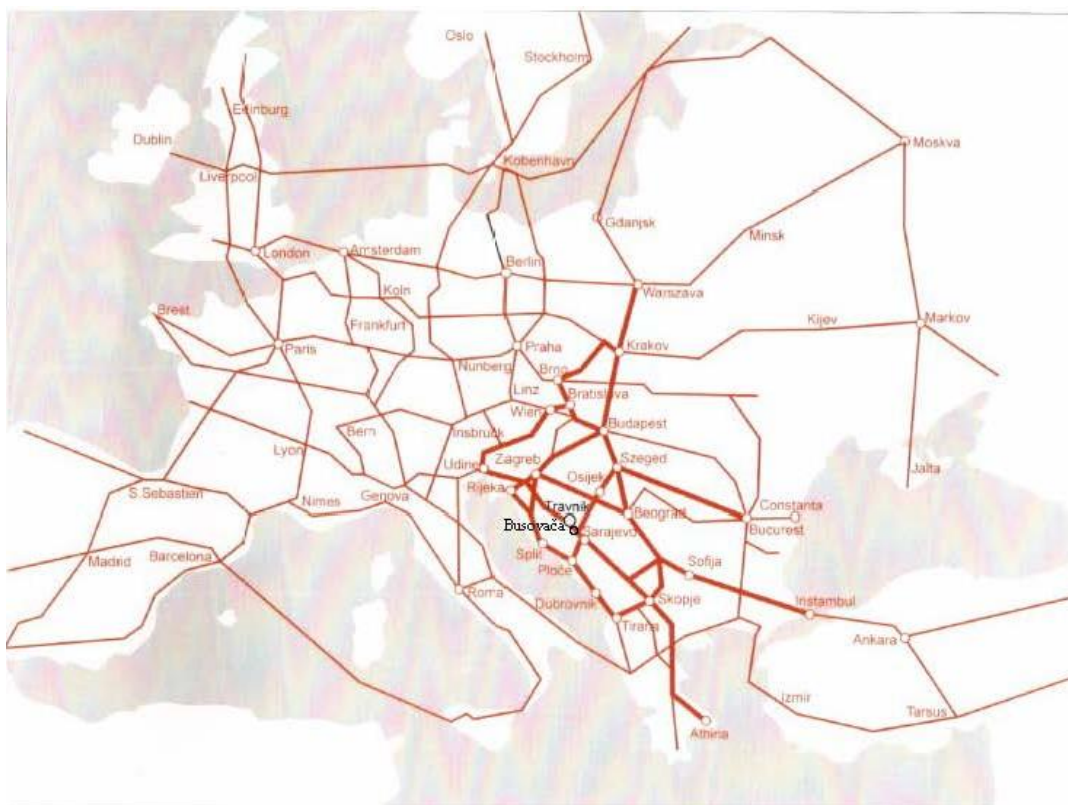 Oslo
Stockholm
Edinburg
Dublin
Kobenhavn
Moskva
Liverpool
Gdanjsk
Minsk
London
Amsterdam
Berlin
Koln
Warszava
Brest
Frankfurt
Kijev
Markov
Paris
Praha
Krakov
Nunberg
Brno
Linz
Bratislava
Wien
Budapest
Bern
Insbruck
Lyon
Udine
Zagreb
Szeged
Jalta
Osijek
S.Sebastien
Nimes
Genova
Rijeka
Travnik
Beograd
Constanta
Busovača
Sarajevo
Bucurest
Madrid
Barcelona
Split
Ploče
Sofija
Roma
Dubrovnik
Skopje
Instambul
Tirana
Ankara
Izmir
Tarsus
Athina